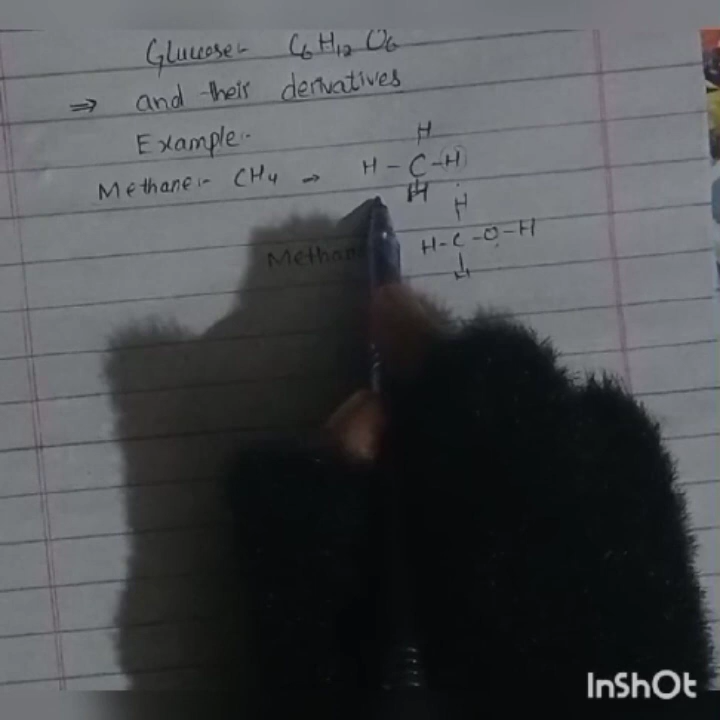 Glucose:- C6H12O6
⇒ and their derivatives
Example:-
H
Methane:- CH4 → H - C - H
H
H
H - C - O - H
H
InShOt